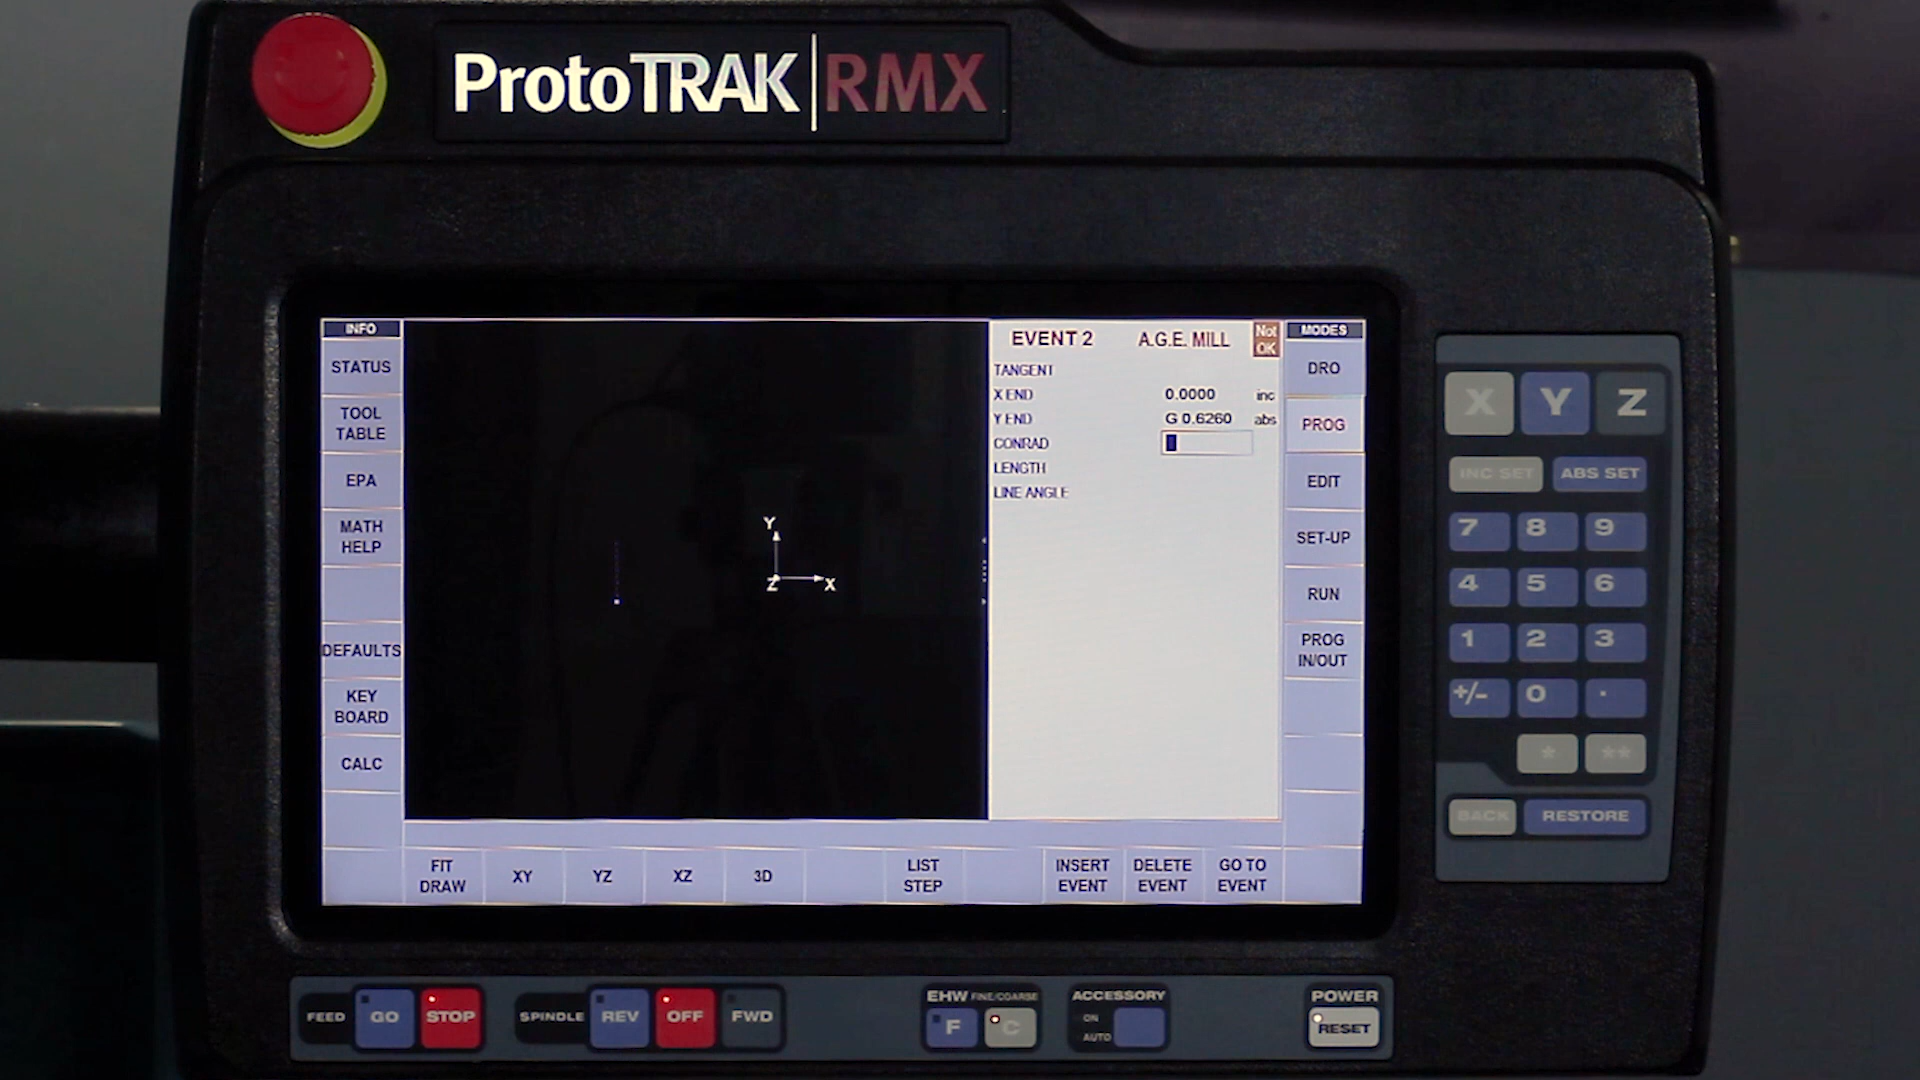 ProtoTRAK RMX
INFO
STATUS
TOOL
TABLE
EPA
MATH
HELP
DEFAULTS
KEY
BOARD
CALC
Y
Z
X
EVENT 2 A.G.E. MILL Not OK
TANGENT
X END 0.0000 inc
Y END G 0.6260 abs
CONRAD
LENGTH
LINE ANGLE
MODES
DRO
PROG
EDIT
SET-UP
RUN
PROG
IN/OUT
FIT
DRAW
XY
YZ
XZ
3D
LIST
STEP
INSERT
EVENT
DELETE
EVENT
GO TO
EVENT
X Y Z
INC SET ABS SET
7 8 9
4 5 6
1 2 3
+/- 0 .
* **
BACK RESTORE
FEED GO STOP
SPINDLE REV OFF FWD
EHW FINE/COARSE
F C
ACCESSORY
ON
AUTO
POWER
RESET